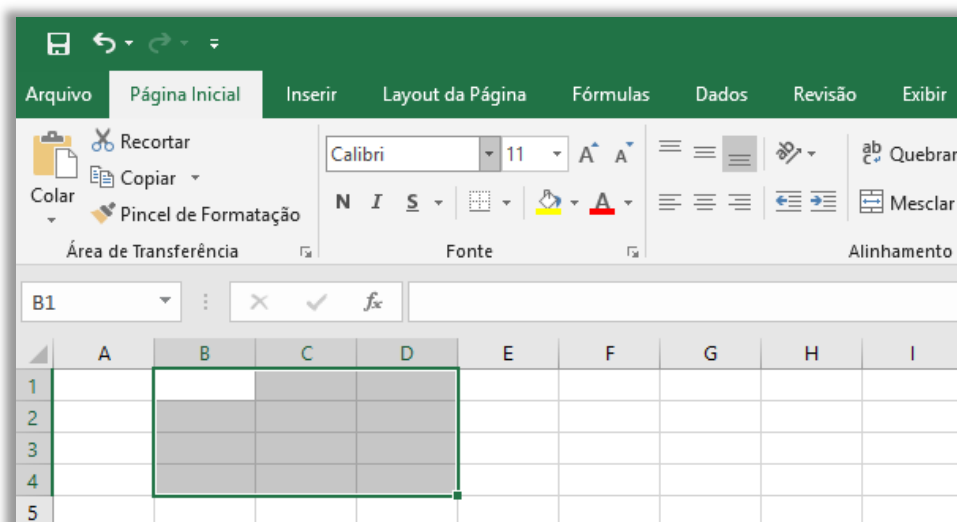 Arquivo Página Inicial Inserir Layout da Página Fórmulas Dados Revisão Exibir
Colar
Recortar
Copiar
Pincel de Formatação
Área de Transferência
Calibri 11 A A
N I S A
Fonte
ab c Quebrar
Mesclar
Alinhamento
B1 fx
A B C D E F G H I
1
2
3
4
5